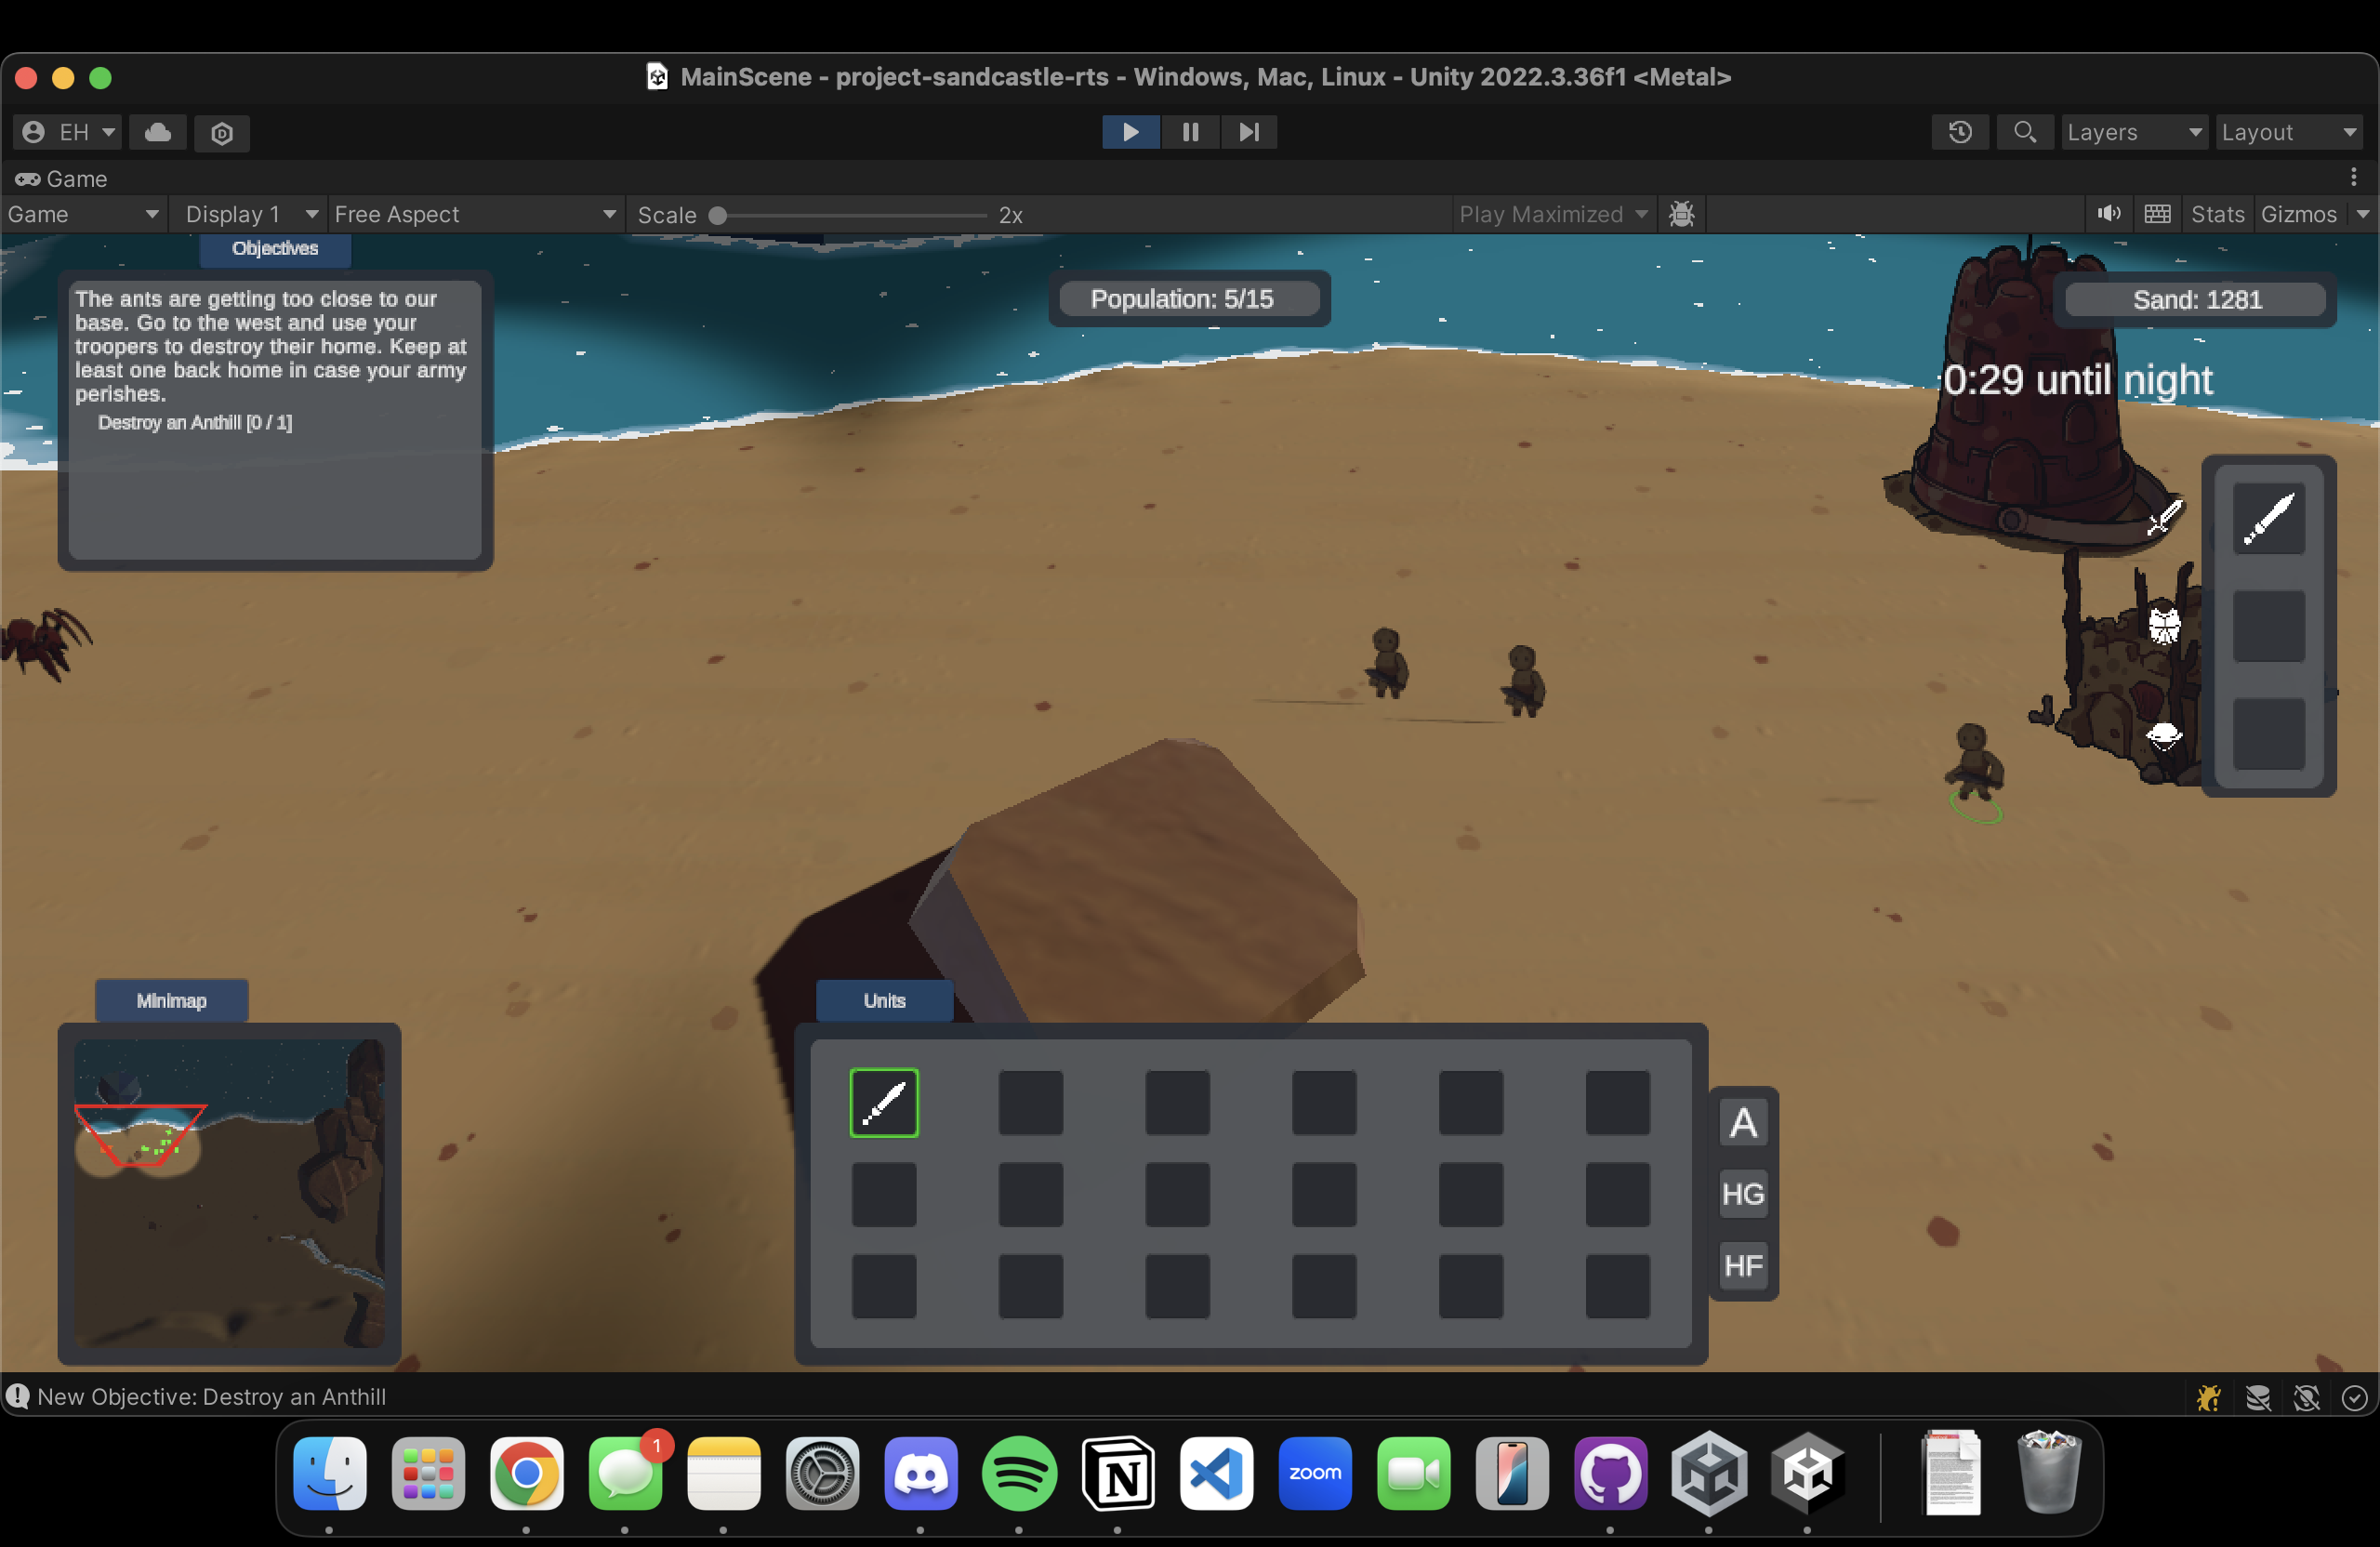 MainScene - project-sandcastle-rts - Windows, Mac, Linux - Unity 2022.3.36f1 <Metal>
EH
Layers
Layout
Game
Game
Display 1
Free Aspect
Scale
2x
Play Maximized
Stats
Gizmos
Objectives
The ants are getting too close to our
base. Go to the west and use your
troopers to destroy their home. Keep at
least one back home in case your army
perishes.
Destroy an Anthill [0 / 1]
Population: 5/15
Sand: 1281
0:29 until night
Minimap
Units
A
HG
HF
New Objective: Destroy an Anthill
1
N
zoom